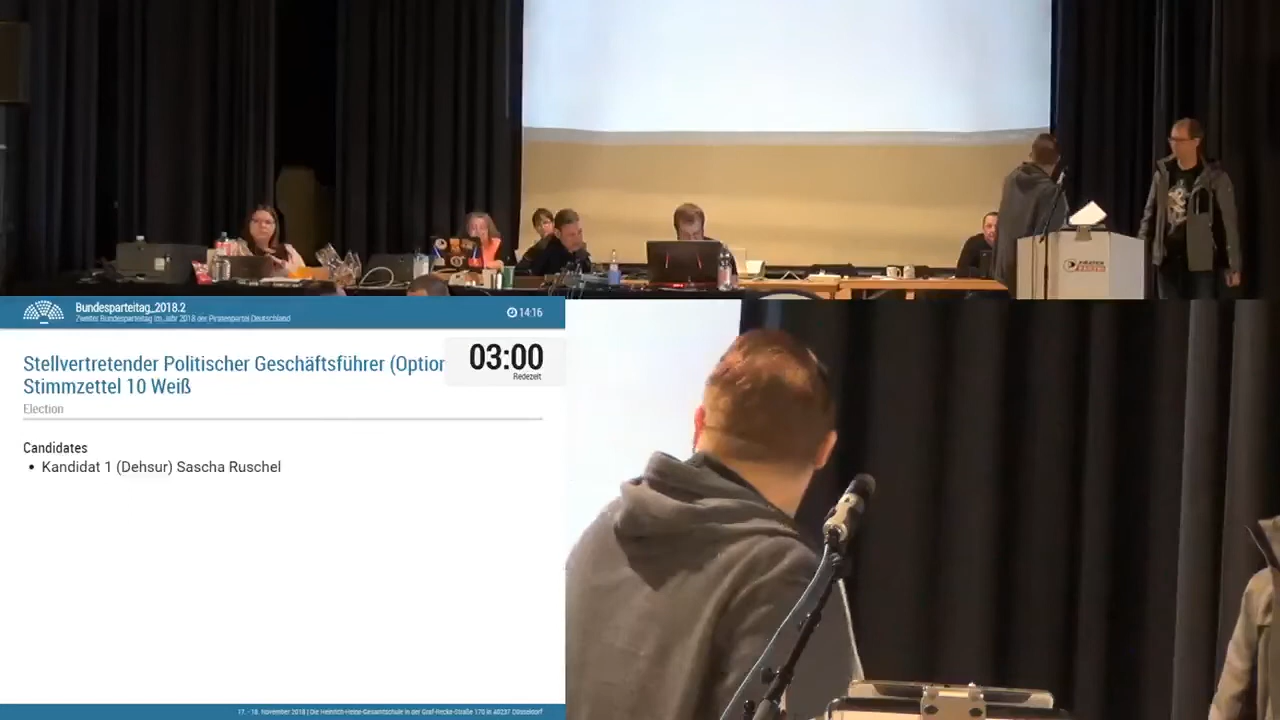 PIRATEN
Bundesparteitag_2018.2
Zweiter Bundesparteitag im Jahr 2018 der Piratenpartei Deutschland
14:16
Stellvertretender Politischer Geschäftsführer (Option
03:00
Redezeit
Stimmzettel 10 Weiß
Election
Candidates
• Kandidat 1 (Dehsur) Sascha Ruschel
17. - 18. November 2018 | Die Heinrich-Heine-Gesamtschule in der Graf-Recke-Straße 170 in 40237 Düsseldorf